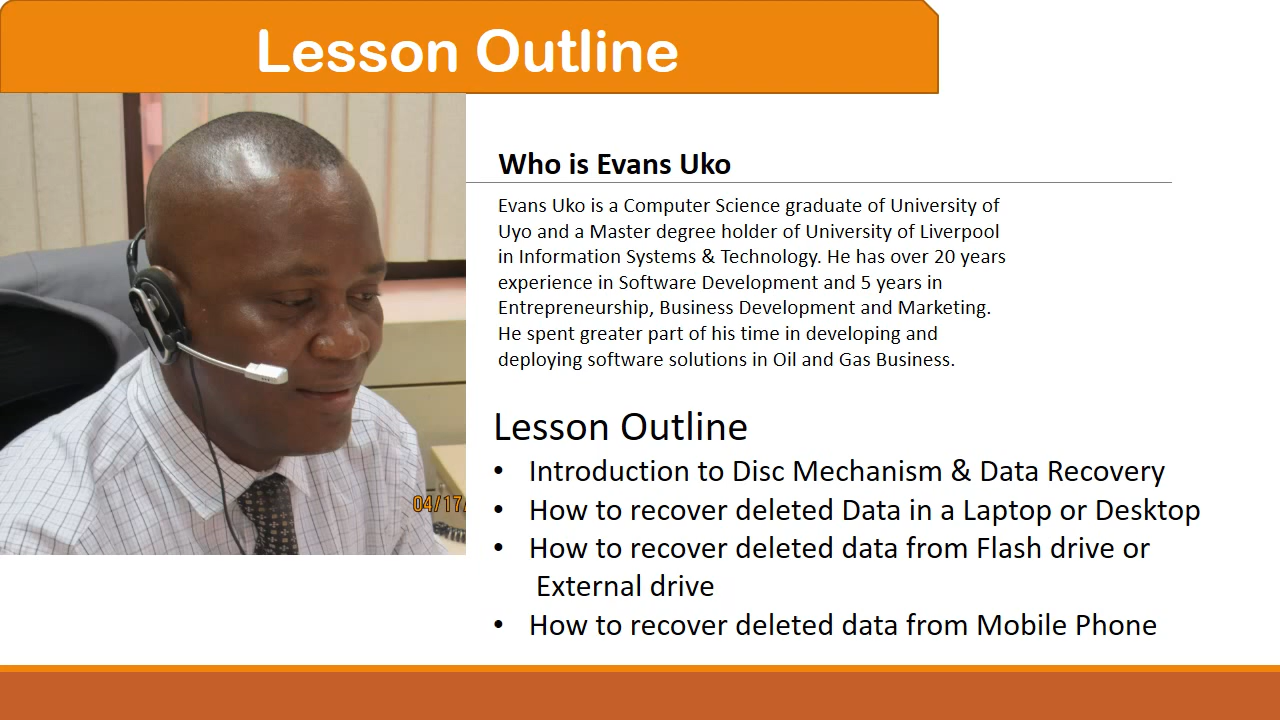 Lesson Outline
Who is Evans Uko
Evans Uko is a Computer Science graduate of University of
Uyo and a Master degree holder of University of Liverpool
in Information Systems & Technology. He has over 20 years
experience in Software Development and 5 years in
Entrepreneurship, Business Development and Marketing.
He spent greater part of his time in developing and
deploying software solutions in Oil and Gas Business.
04/17/
Lesson Outline
• Introduction to Disc Mechanism & Data Recovery
• How to recover deleted Data in a Laptop or Desktop
• How to recover deleted data from Flash drive or
External drive
• How to recover deleted data from Mobile Phone